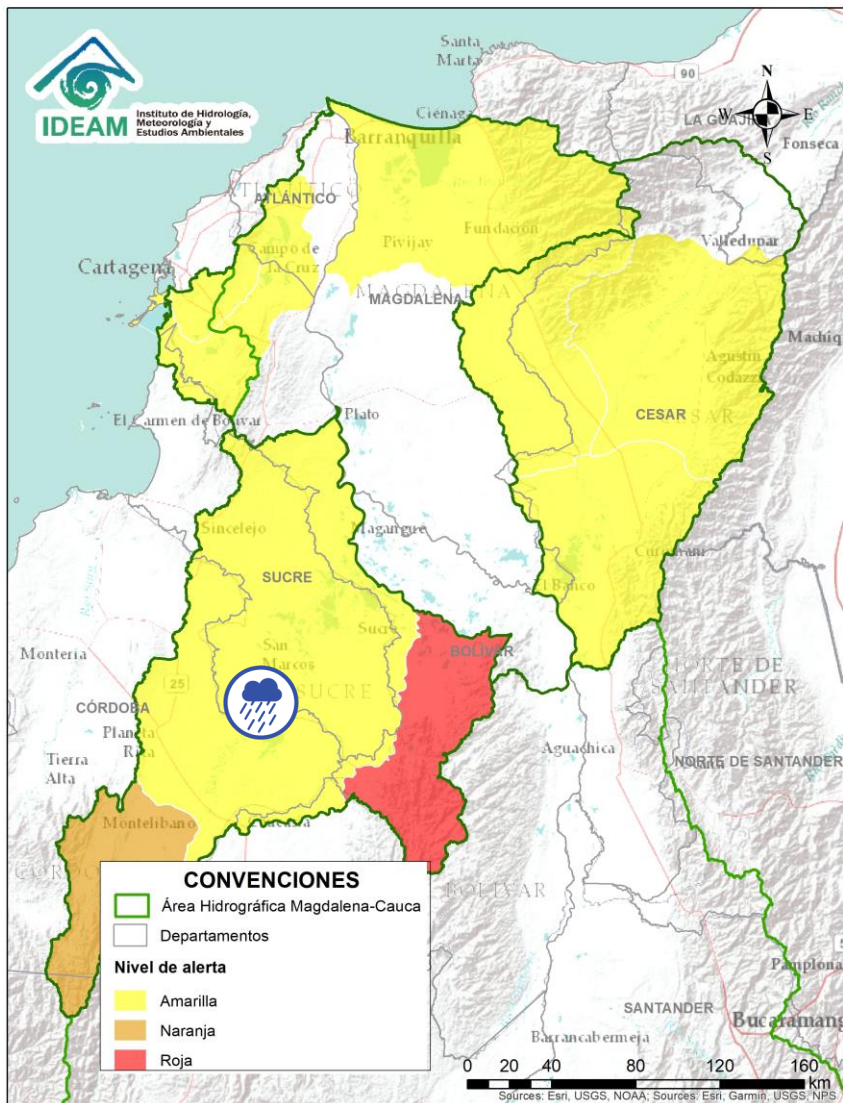 IDEAM
Instituto de Hidrología,
Meteorología y
Estudios Ambientales
Santa
Marta
90
N
W
E
S
LA GUAJIRA
Fonseca
Ciénaga
Barranquilla
ATLÁNTICO
Valledupar
Campo de
la Cruz
Pivijay
Fundación
Cartagena
MAGDALENA
MAGDALENA
Agustín
Codazzi
El Carmen de Bolívar
Plato
CESAR
Sincelejo
Magangue
SUCRE
El Banco
Sucre
San
Marcos
BOLÍVAR
SUCRE
Montería
25
CÓRDOBA
Planeta
Rica
Tierra
Alta
NORTE DE
SANTANDER
Aguachica
NORTE DE SANTANDER
Montelíbano
BOLÍVAR
CONVENCIONES
Área Hidrográfica Magdalena-Cauca
Departamentos
Nivel de alerta
Amarilla
Naranja
Roja
Pamplona
SANTANDER
Bucaramang
Barrancabermeja
0 20 40 80 120 160
km
Sources: Esri, USGS, NOAA; Sources: Esri, Garmin, USGS, NPS